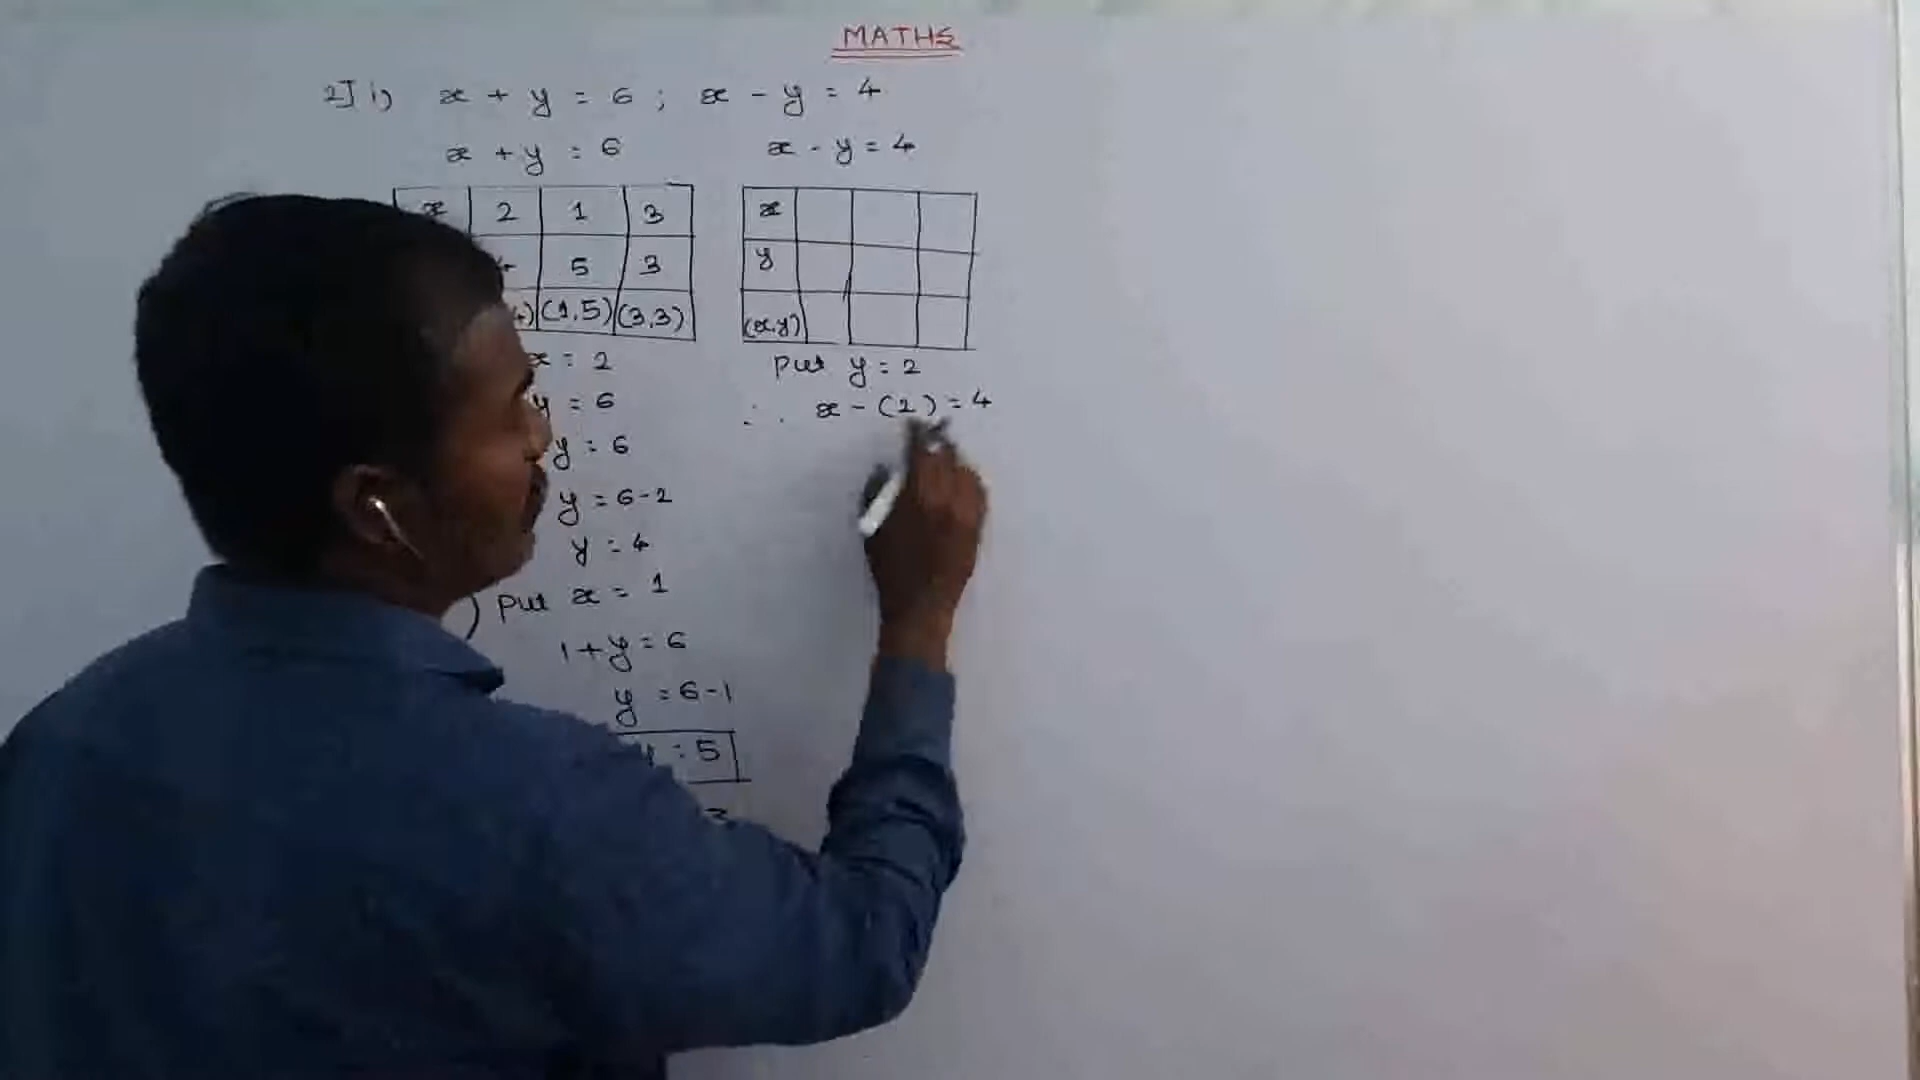 MATHS
2] i) x + y = 6 ; x - y = 4
x + y = 6
x - y = 4
x 2 1 3
5 3
(1,5) (3,3)
x
y
(x,y)
x = 2
y = 6
y = 6
y = 6-2
y = 4
) Put x = 1
1 + y = 6
y = 6-1
y = 5
Put y = 2
∴ x - (2) = 4